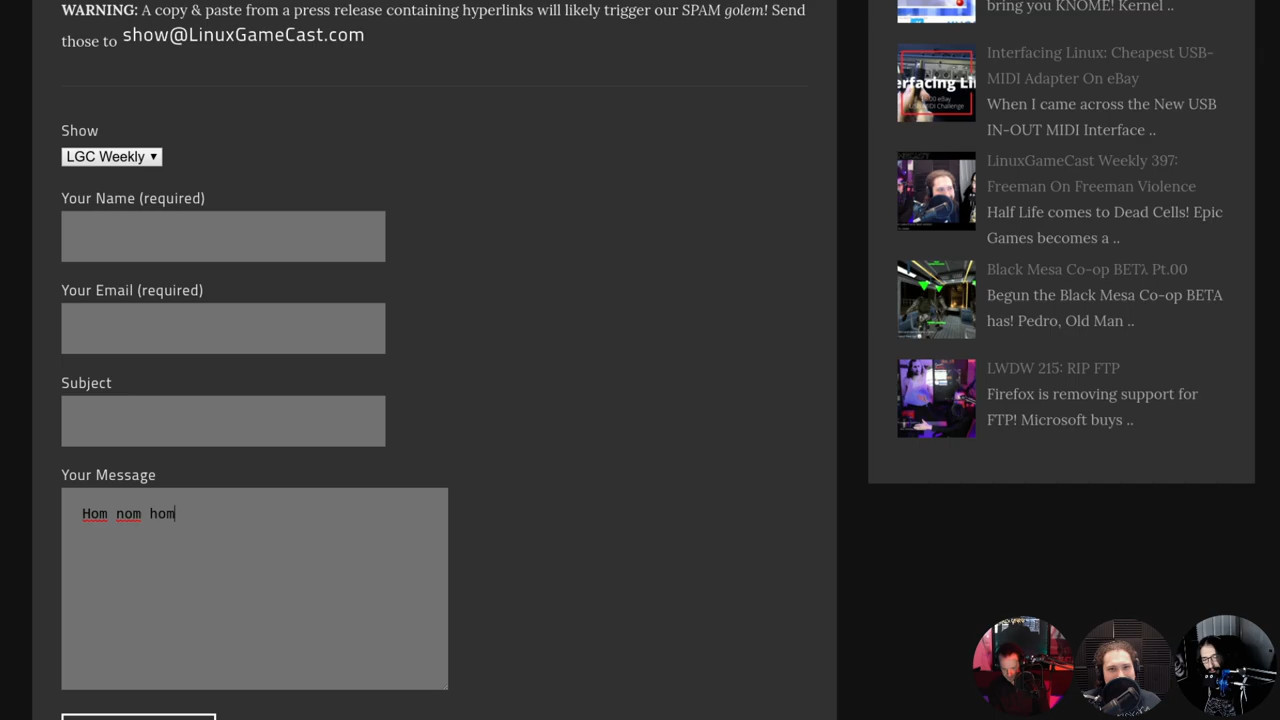 WARNING: A copy & paste from a press release containing hyperlinks will likely trigger our SPAM golem! Send
those to show@LinuxGameCast.com
Show
LGC Weekly
Your Name (required)
Your Email (required)
Subject
Your Message
Hom nom hom
bring you KNOME! Kernel ..
Interfacing Linux: Cheapest USB-
MIDI Adapter On eBay
When I came across the New USB
IN-OUT MIDI Interface ..
LinuxGameCast Weekly 397:
Freeman On Freeman Violence
Half Life comes to Dead Cells! Epic
Games becomes a ..
Black Mesa Co-op BETλ Pt.00
Begun the Black Mesa Co-op BETA
has! Pedro, Old Man ..
LWDW 215: RIP FTP
Firefox is removing support for
FTP! Microsoft buys ..